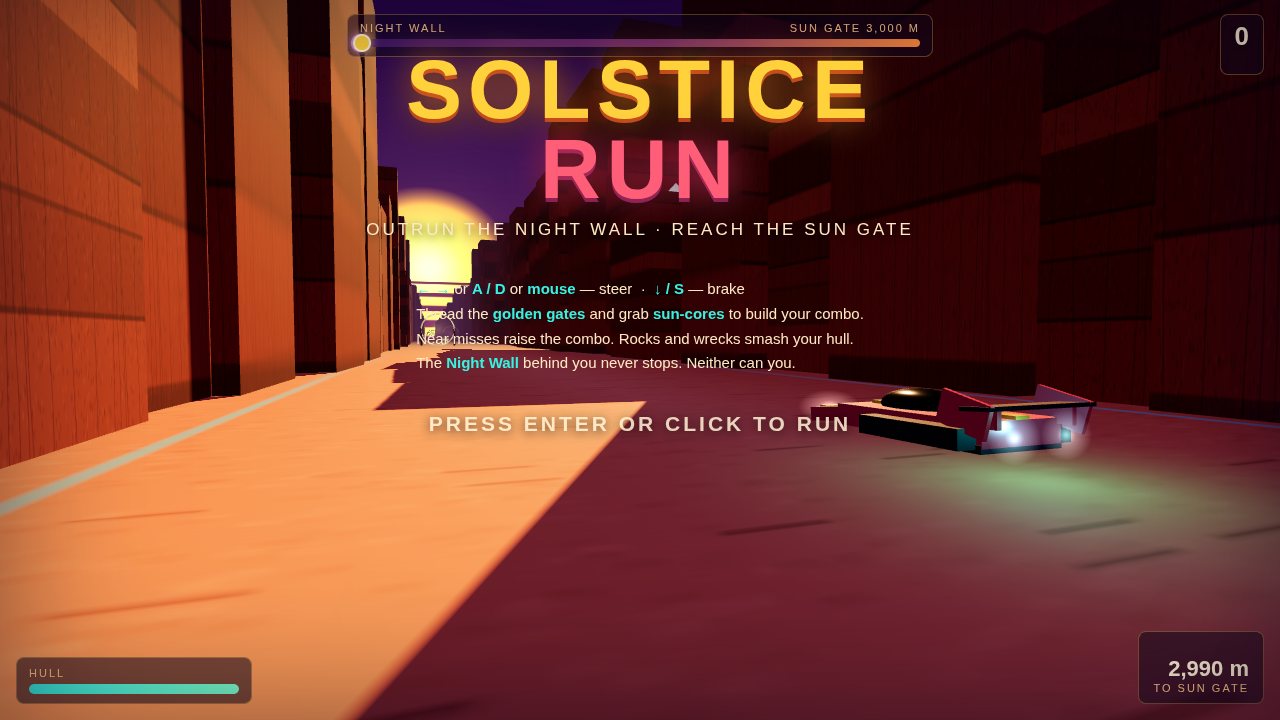 NIGHT WALL SUN GATE 3,000 M
0
SOLSTICE
RUN
OUTRUN THE NIGHT WALL · REACH THE SUN GATE
← → or A / D or mouse — steer · ↓ / S — brake
Thread the golden gates and grab sun-cores to build your combo.
Near misses raise the combo. Rocks and wrecks smash your hull.
The Night Wall behind you never stops. Neither can you.
PRESS ENTER OR CLICK TO RUN
HULL
2,990 m
TO SUN GATE